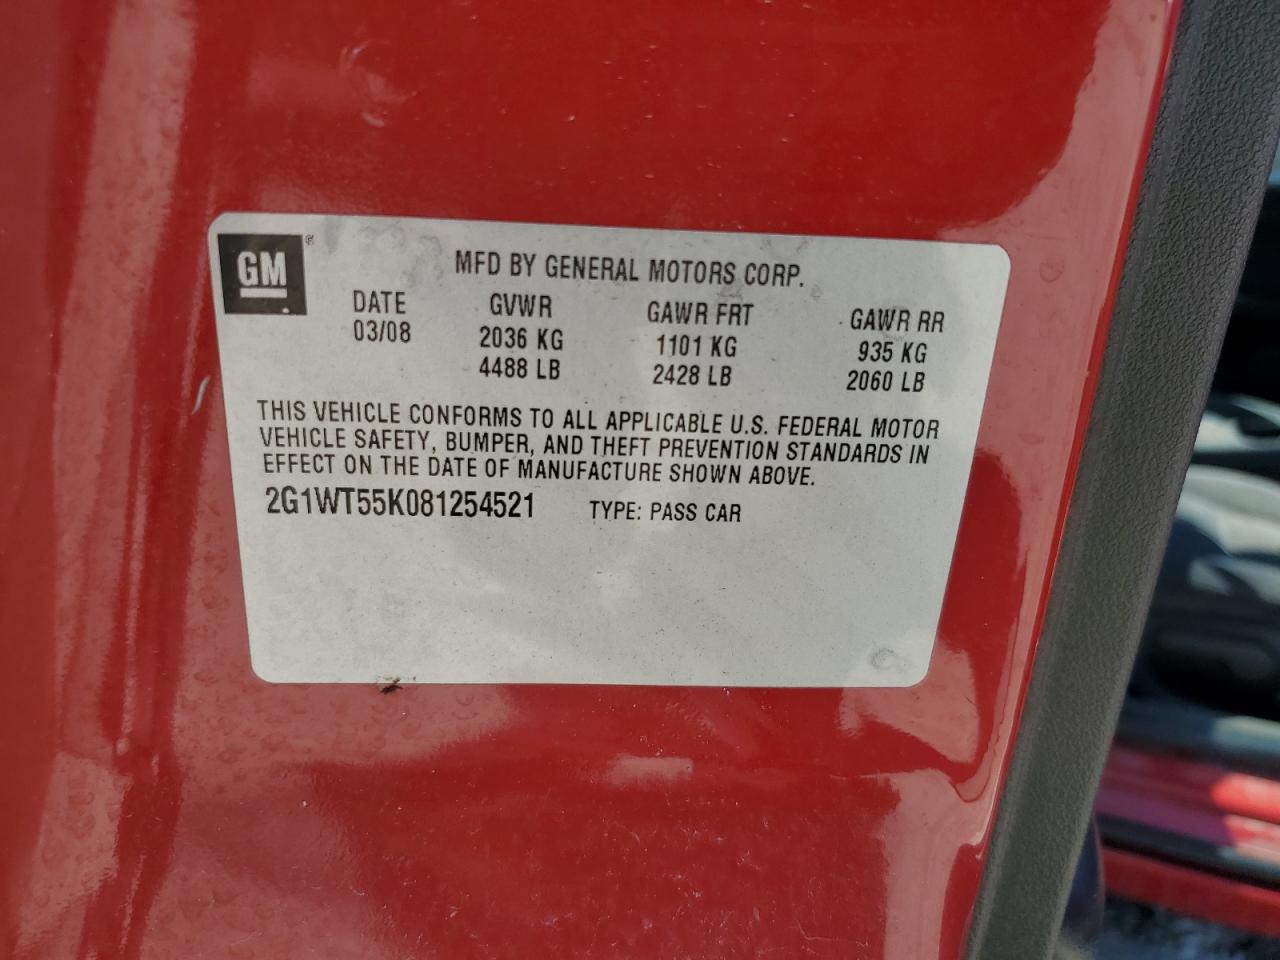 GM
MFD BY GENERAL MOTORS CORP.
DATE GVWR GAWR FRT GAWR RR
03/08 2036 KG 1101 KG 935 KG
4488 LB 2428 LB 2060 LB
THIS VEHICLE CONFORMS TO ALL APPLICABLE U.S. FEDERAL MOTOR
VEHICLE SAFETY, BUMPER, AND THEFT PREVENTION STANDARDS IN
EFFECT ON THE DATE OF MANUFACTURE SHOWN ABOVE.
2G1WT55K081254521 TYPE: PASS CAR